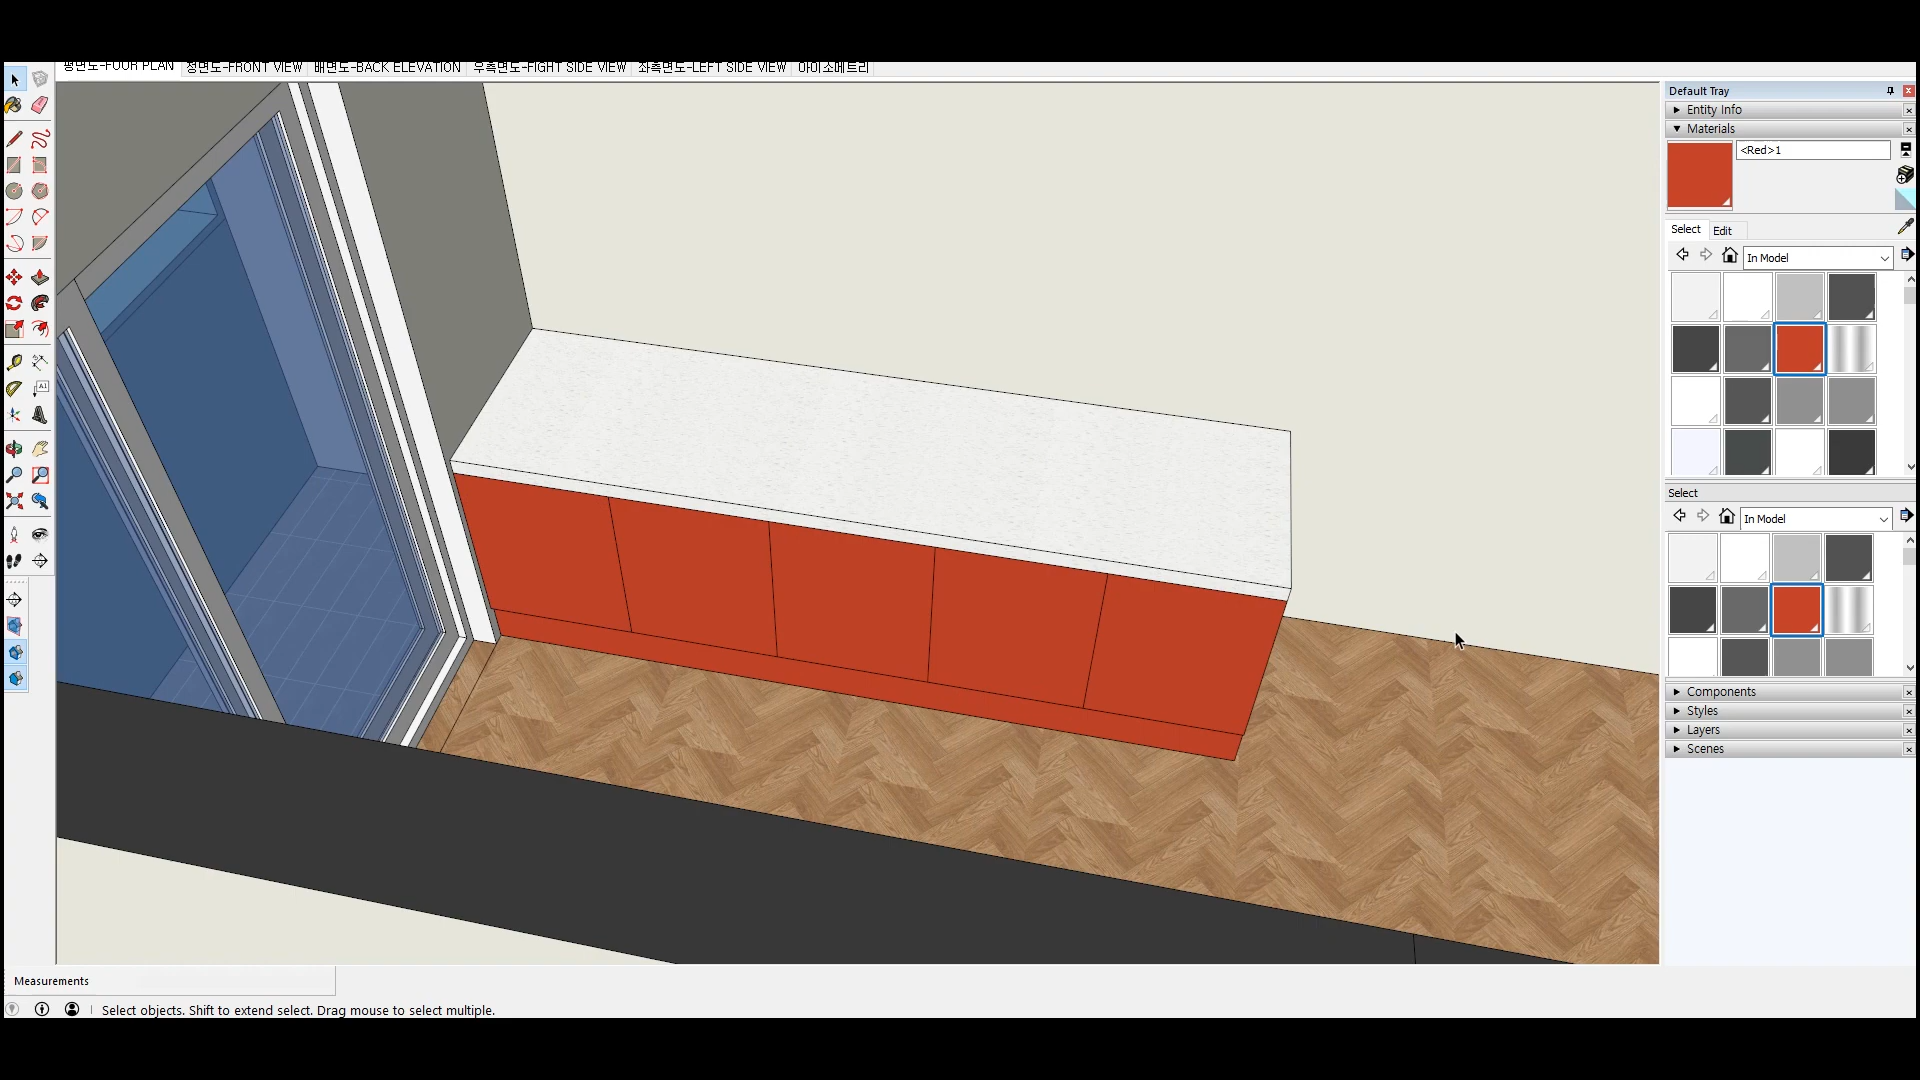 평면도-FOUR PLAN 정면도-FRONT VIEW 배면도-BACK ELEVATION 우측면도-FIGHT SIDE VIEW 좌측면도-LEFT SIDE VIEW 아이소메트리
Default Tray
Entity Info
Materials
<Red>1
Select Edit
In Model
A1
Select
In Model
Components
Styles
Layers
Scenes
Measurements
Select objects. Shift to extend select. Drag mouse to select multiple.